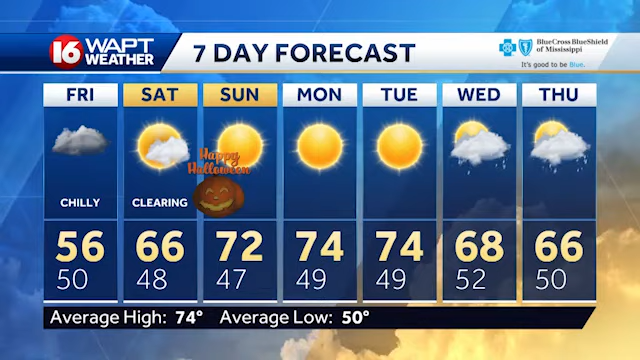 16 WAPT WEATHER
7 DAY FORECAST
BlueCross BlueShield
of Mississippi
It's good to be Blue.
FRI SAT SUN MON TUE WED THU
Happy
Halloween
CHILLY CLEARING
56 66 72 74 74 68 66
50 48 47 49 49 52 50
Average High: 74° Average Low: 50°